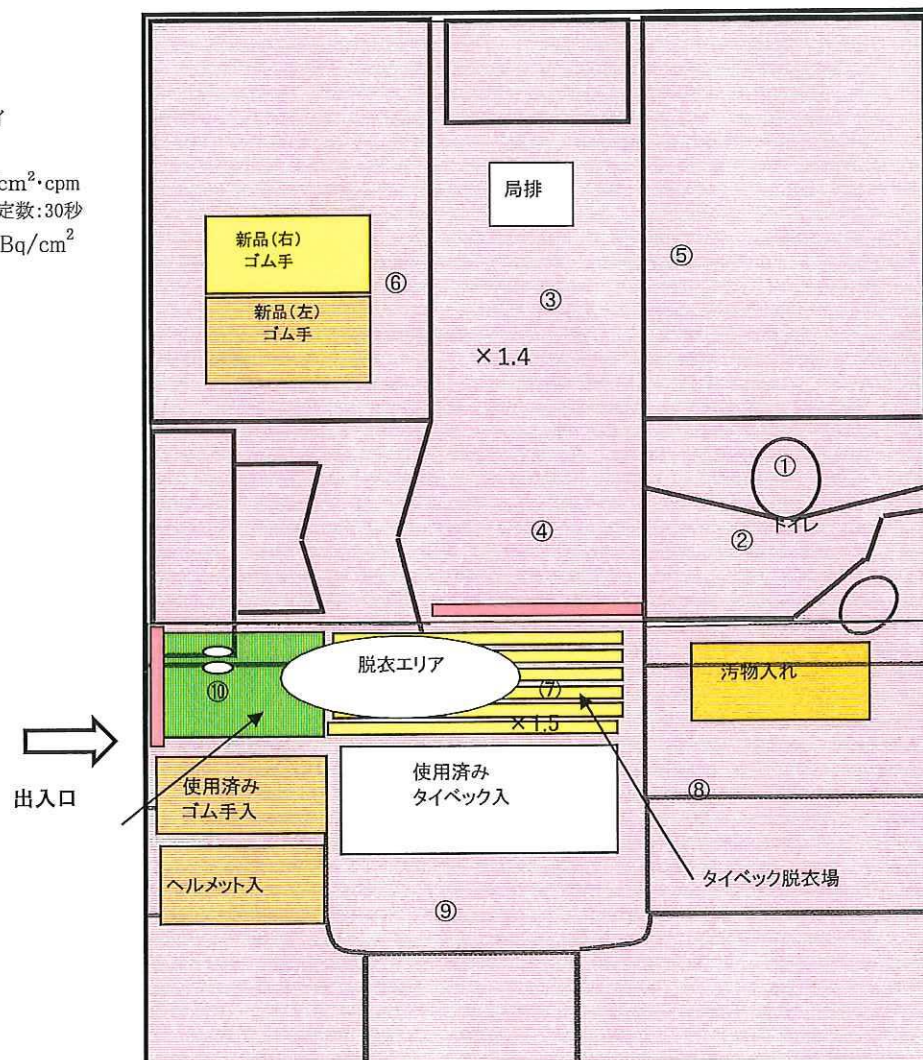 cm²・cpm
定数:30秒
Bq/cm²
局排
新品(右)
ゴム手
⑥
⑤
③
新品(左)
ゴム手
×1.4
①
④
②
トイレ
脱衣エリア
汚物入れ
⑩
(7)
×1.5
出入口
使用済み
ゴム手入
使用済み
タイベック入
⑧
ヘルメット入
タイベック脱衣場
⑨